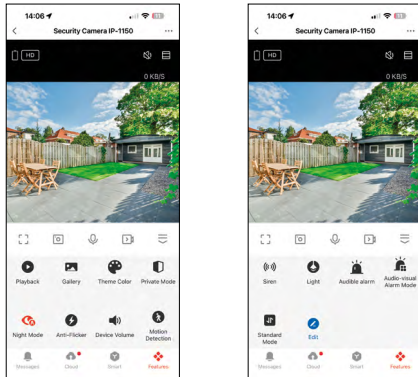 14:06
Security Camera IP-1150
HD
0 KB/S
Playback
Gallery
Theme Color
Private Mode
Night Mode
Anti-Flicker
Device Volume
Motion
Detection
Messages
Cloud
Smart
Features
14:06
Security Camera IP-1150
HD
0 KB/S
Siren
Light
Audible alarm
Audio-visual
Alarm Mode
Standard
Mode
Edit
Messages
Cloud
Smart
Features